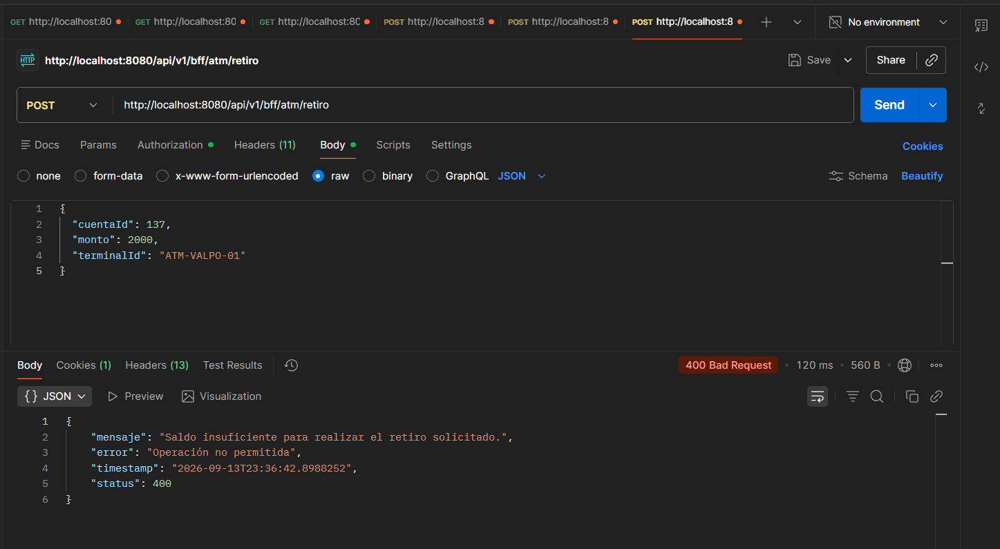 GET http://localhost:80 GET http://localhost:80 GET http://localhost:80 POST http://localhost:8 POST http://localhost:8 POST http://localhost:8 No environment
HTTP http://localhost:8080/api/v1/bff/atm/retiro Save Share
POST http://localhost:8080/api/v1/bff/atm/retiro Send
Docs Params Authorization Headers (11) Body Scripts Settings Cookies
none form-data x-www-form-urlencoded raw binary GraphQL JSON Schema Beautify
1 {
2 "cuentaId": 137,
3 "monto": 2000,
4 "terminalId": "ATM-VALPO-01"
5 }
Body Cookies (1) Headers (13) Test Results 400 Bad Request • 120 ms • 560 B •
{} JSON Preview Visualization
1 {
2 "mensaje": "Saldo insuficiente para realizar el retiro solicitado.",
3 "error": "Operación no permitida",
4 "timestamp": "2026-09-13T23:36:42.8988252",
5 "status": 400
6 }